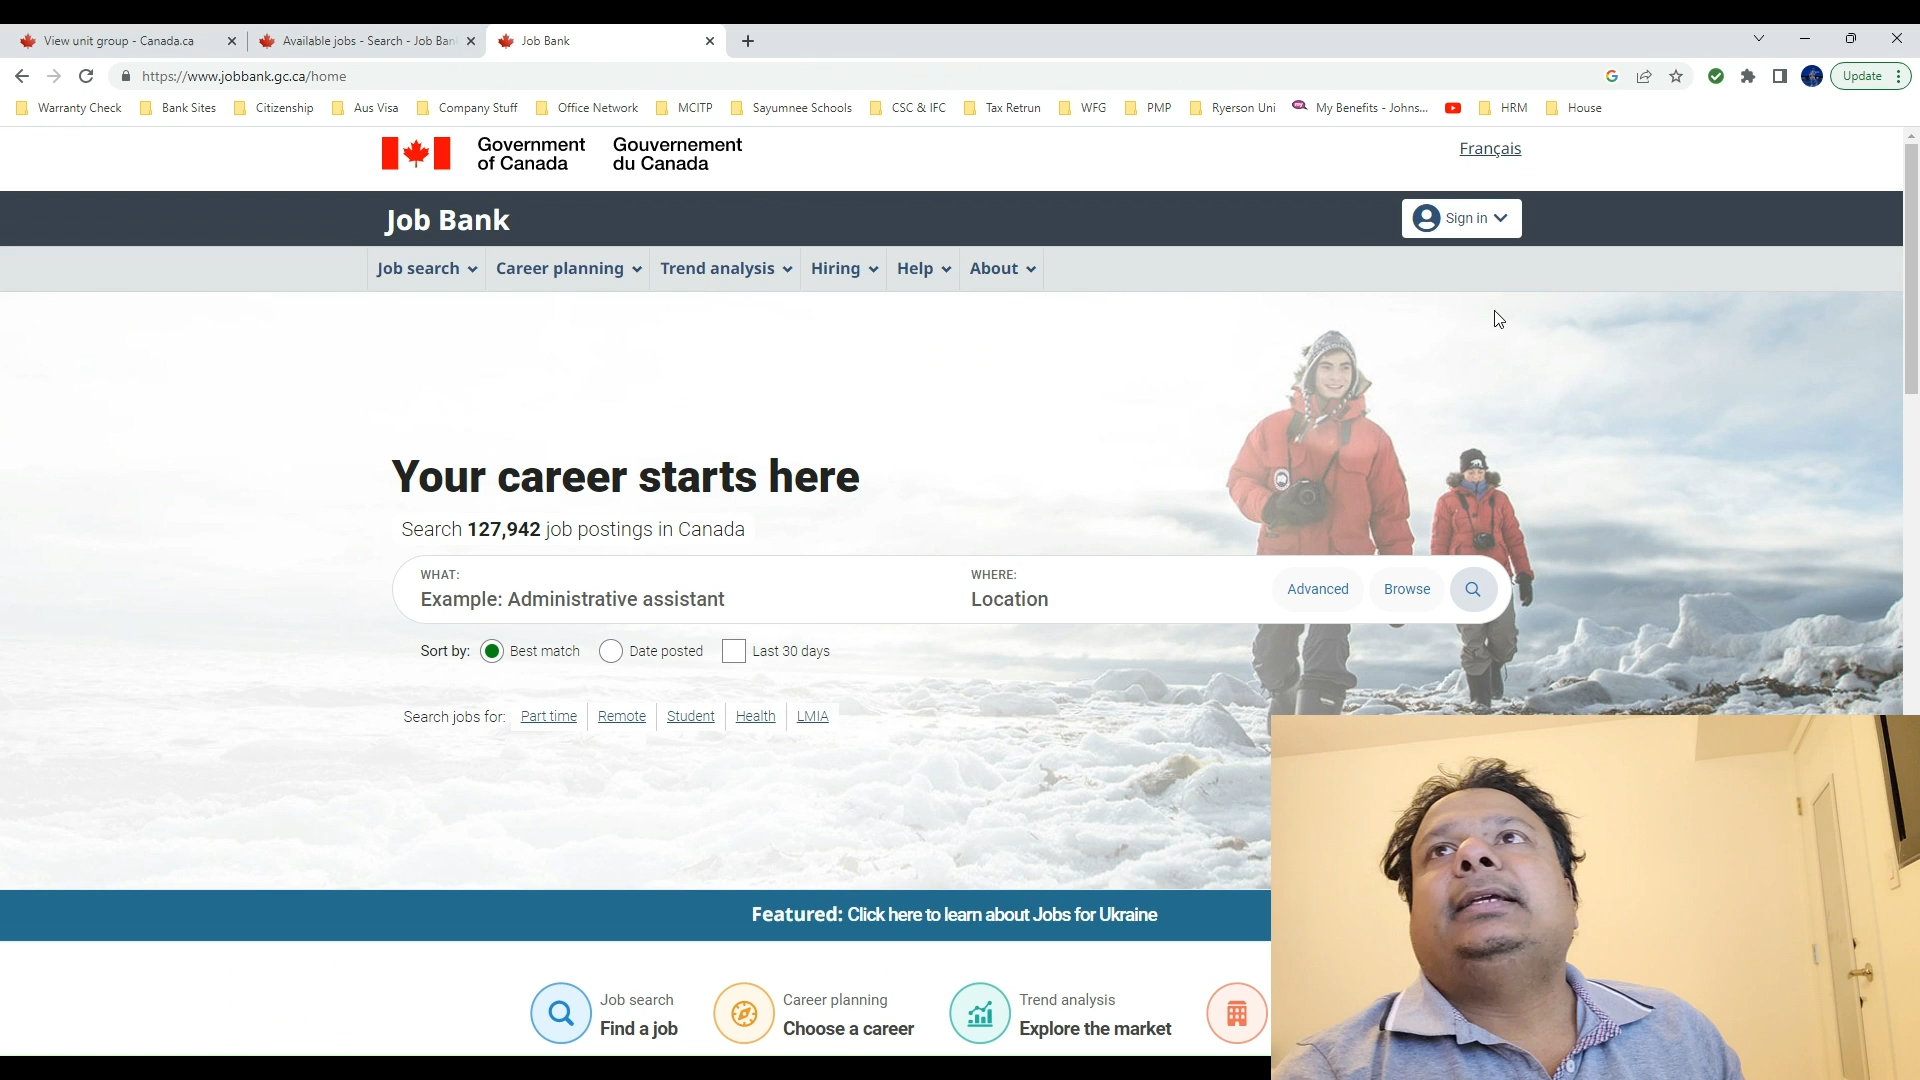 View unit group - Canada.ca
Available jobs - Search - Job Ban
Job Bank
https://www.jobbank.gc.ca/home
Update
Warranty Check
Bank Sites
Citizenship
Aus Visa
Company Stuff
Office Network
MCITP
Sayumnee Schools
CSC & IFC
Tax Retrun
WFG
PMP
Ryerson Uni
My Benefits - Johns...
HRM
House
Government
of Canada
Gouvernement
du Canada
Français
Job Bank
Sign in
Job search
Career planning
Trend analysis
Hiring
Help
About
Your career starts here
Search 127,942 job postings in Canada
WHAT:
Example: Administrative assistant
WHERE:
Location
Advanced
Browse
Sort by:
Best match
Date posted
Last 30 days
Search jobs for:
Part time
Remote
Student
Health
LMIA
Featured: Click here to learn about Jobs for Ukraine
Job search
Find a job
Career planning
Choose a career
Trend analysis
Explore the market